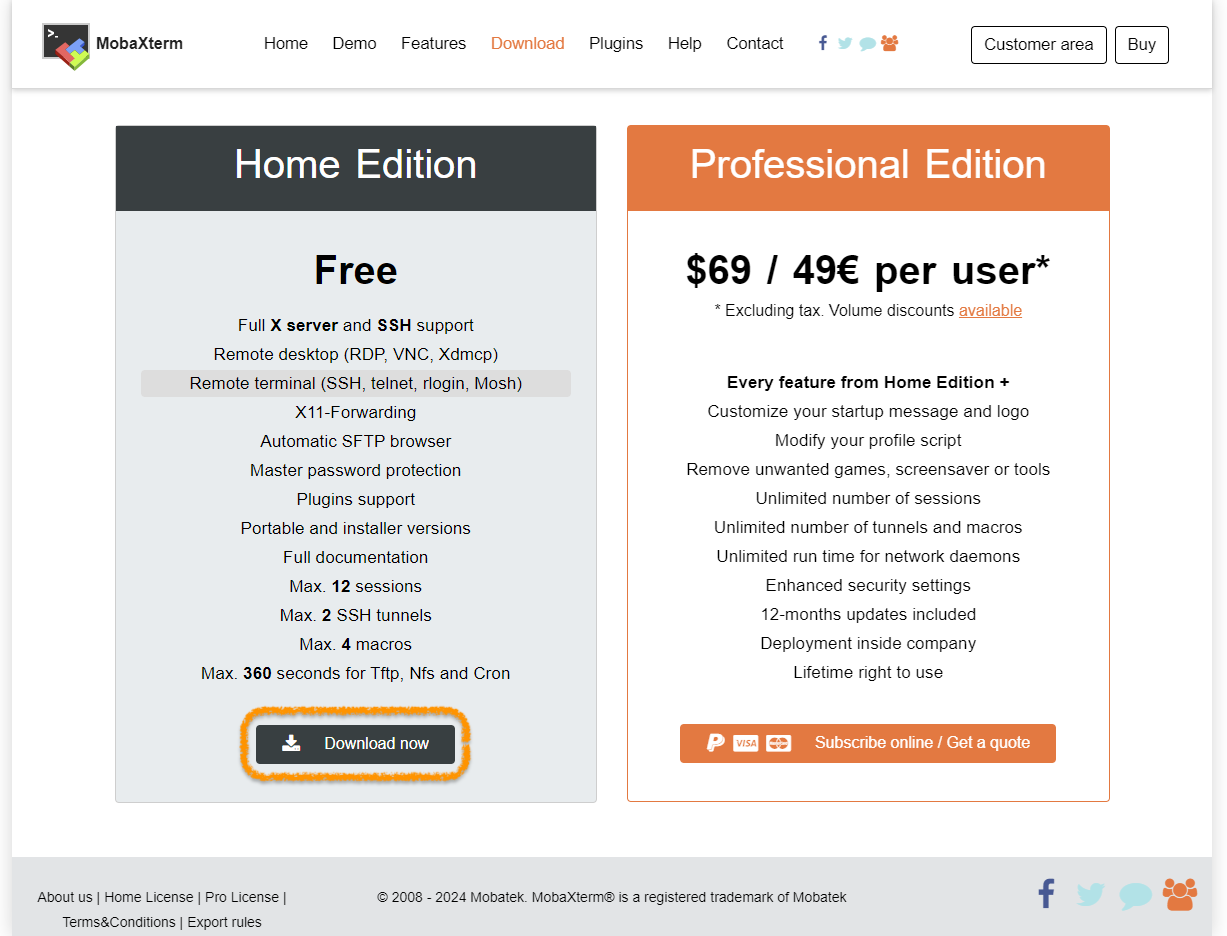 MobaXterm
Home Demo Features Download Plugins Help Contact
Customer area
Buy
Home Edition
Free
Full X server and SSH support
Remote desktop (RDP, VNC, Xdmcp)
Remote terminal (SSH, telnet, rlogin, Mosh)
X11-Forwarding
Automatic SFTP browser
Master password protection
Plugins support
Portable and installer versions
Full documentation
Max. 12 sessions
Max. 2 SSH tunnels
Max. 4 macros
Max. 360 seconds for Tftp, Nfs and Cron
Download now
Professional Edition
$69 / 49€ per user*
* Excluding tax. Volume discounts available
Every feature from Home Edition +
Customize your startup message and logo
Modify your profile script
Remove unwanted games, screensaver or tools
Unlimited number of sessions
Unlimited number of tunnels and macros
Unlimited run time for network daemons
Enhanced security settings
12-months updates included
Deployment inside company
Lifetime right to use
VISA
Subscribe online / Get a quote
About us | Home License | Pro License |
Terms&Conditions | Export rules
© 2008 - 2024 Mobatek. MobaXterm® is a registered trademark of Mobatek